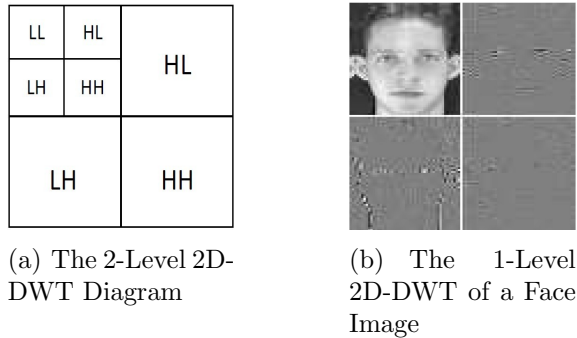 LL HL
HL
LH HH
LH HH
(a) The 2-Level 2D-
DWT Diagram
(b) The 1-Level
2D-DWT of a Face
Image